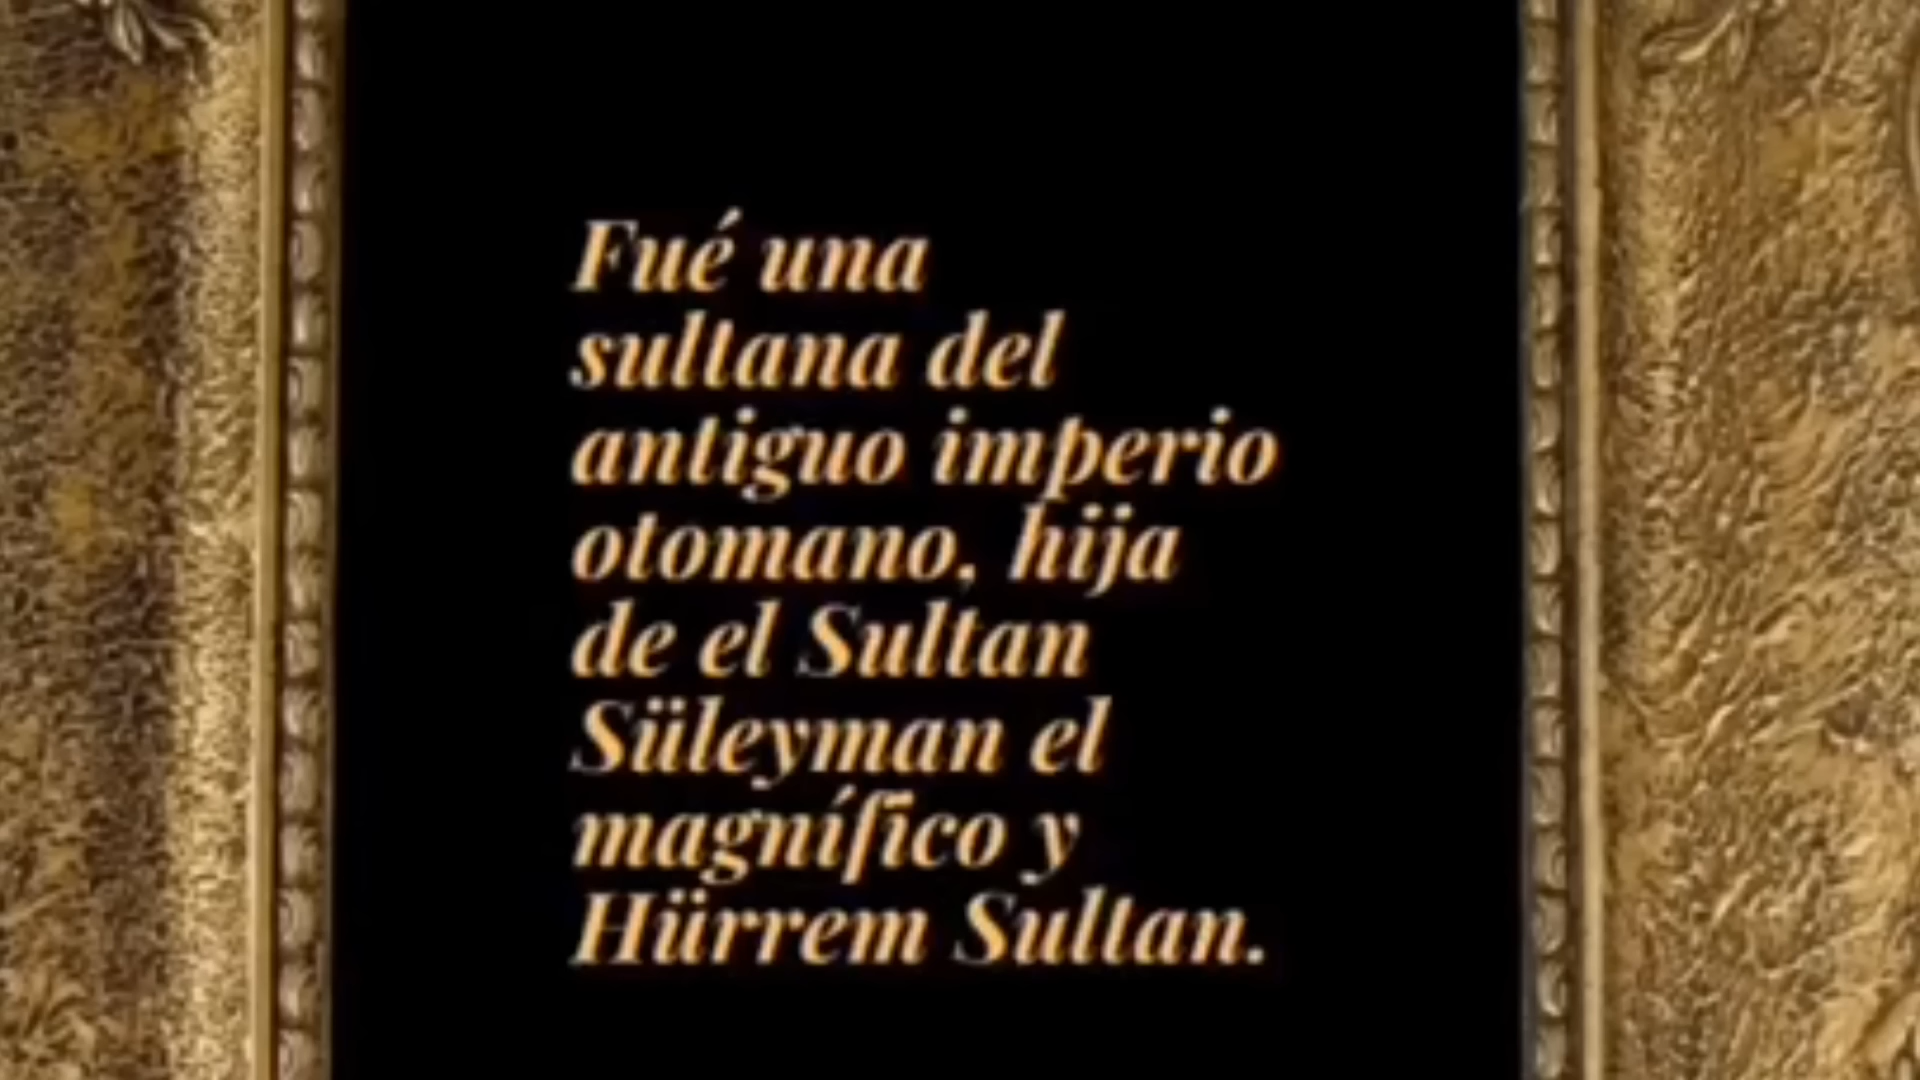 Fué una
sultana del
antiguo imperio
otomano, hija
de el Sultan
Süleyman el
magnífico y
Hürrem Sultan.